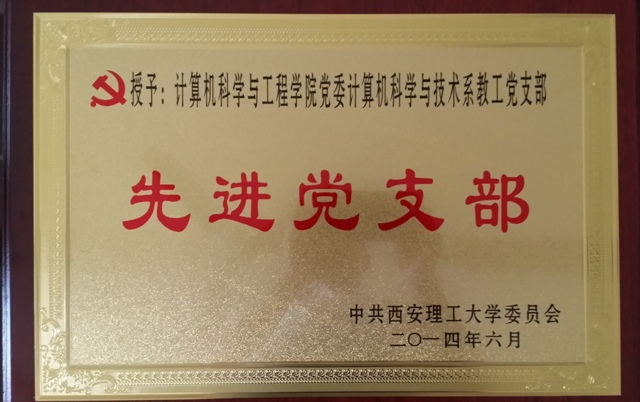 授予：计算机科学与工程学院党委计算机科学与技术系教工党支部
先进党支部
中共西安理工大学委员会
二〇一四年六月